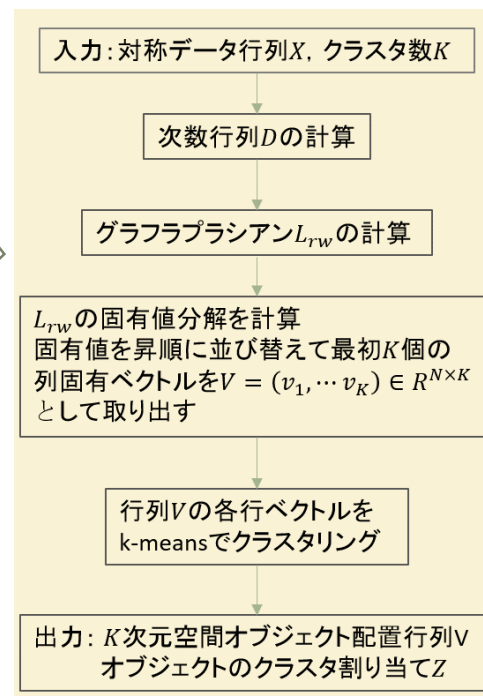 入力：対称データ行列X，クラスタ数K
次数行列Dの計算
グラフラプラシアンL_{rw}の計算
L_{rw}の固有値分解を計算
固有値を昇順に並び替えて最初K個の
列固有ベクトルをV = (v_1, ⋯ v_K) ∈ R^{N×K}
として取り出す
行列Vの各行ベクトルを
k-meansでクラスタリング
出力： K次元空間オブジェクト配置行列V
オブジェクトのクラスタ割り当てZ